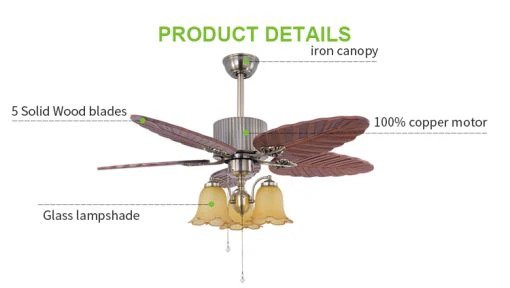 PRODUCT DETAILS
iron canopy
5 Solid Wood blades
100% copper motor
Glass lampshade